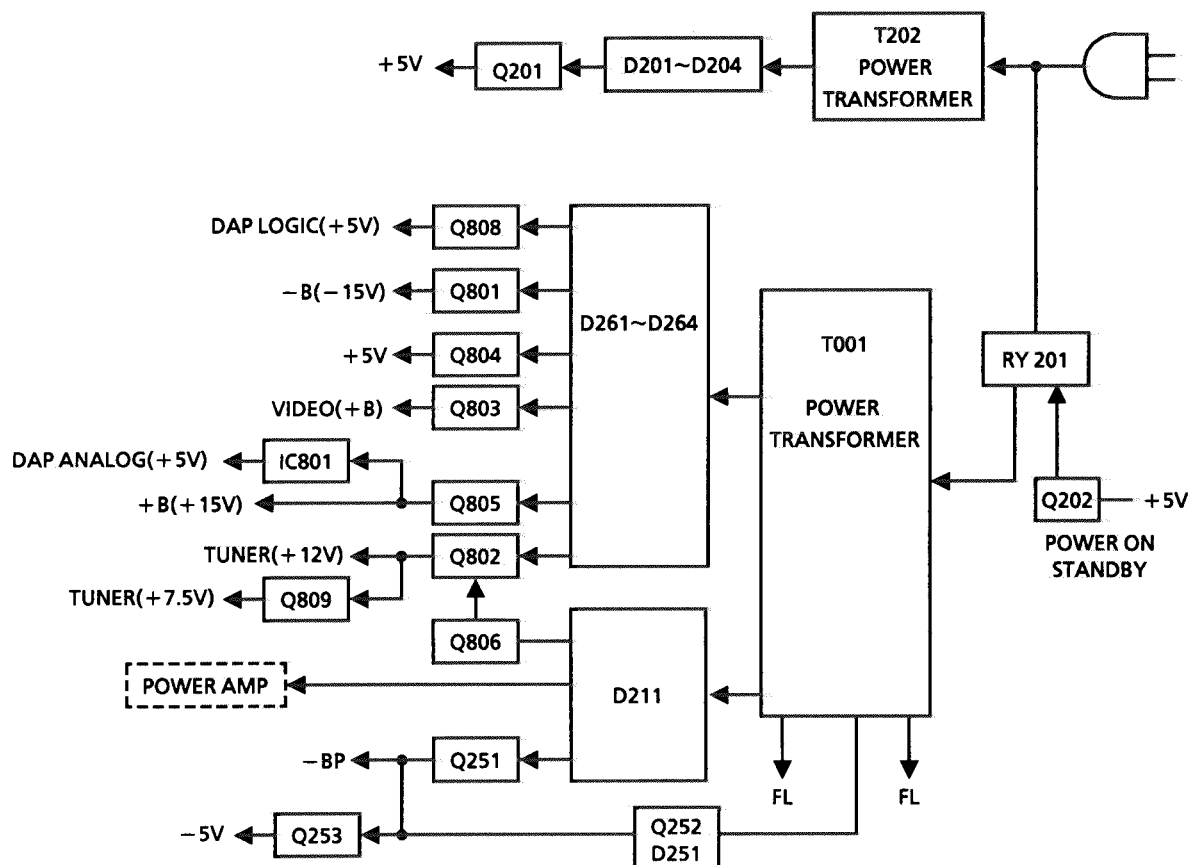 T202
POWER
TRANSFORMER
+5V
Q201
D201~D204
DAP LOGIC(+5V)
Q808
−B(−15V)
Q801
+5V
Q804
VIDEO(+B)
Q803
DAP ANALOG(+5V)
IC801
+B(+15V)
Q805
TUNER(+12V)
Q802
TUNER(+7.5V)
Q809
Q806
D261~D264
T001
POWER
TRANSFORMER
RY 201
Q202
+5V
POWER ON
STANDBY
POWER AMP
D211
−BP
Q251
FL
FL
−5V
Q253
Q252
D251